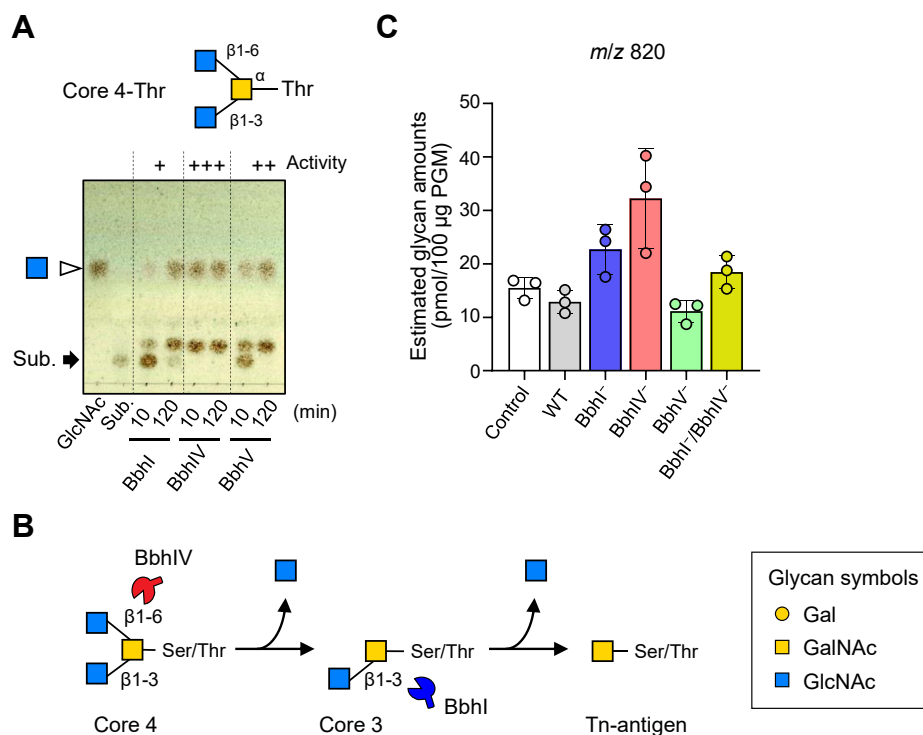 A
Core 4-Thr
β1-6
α
Thr
β1-3
+ +++ ++ Activity
Sub.
GlcNAc Sub. 10 120 10 120 10 120 (min)
BbhI BbhIV BbhV
C
m/z 820
Estimated glycan amounts
(pmol/100 μg PGM)
50
40
30
20
10
0
Control WT BbhI⁻ BbhIV⁻ BbhV⁻ BbhI⁻/BbhIV⁻
B
BbhIV
β1-6
Ser/Thr
β1-3
Core 4
Ser/Thr
β1-3
BbhI
Core 3
Ser/Thr
Tn-antigen
Glycan symbols
Gal
GalNAc
GlcNAc